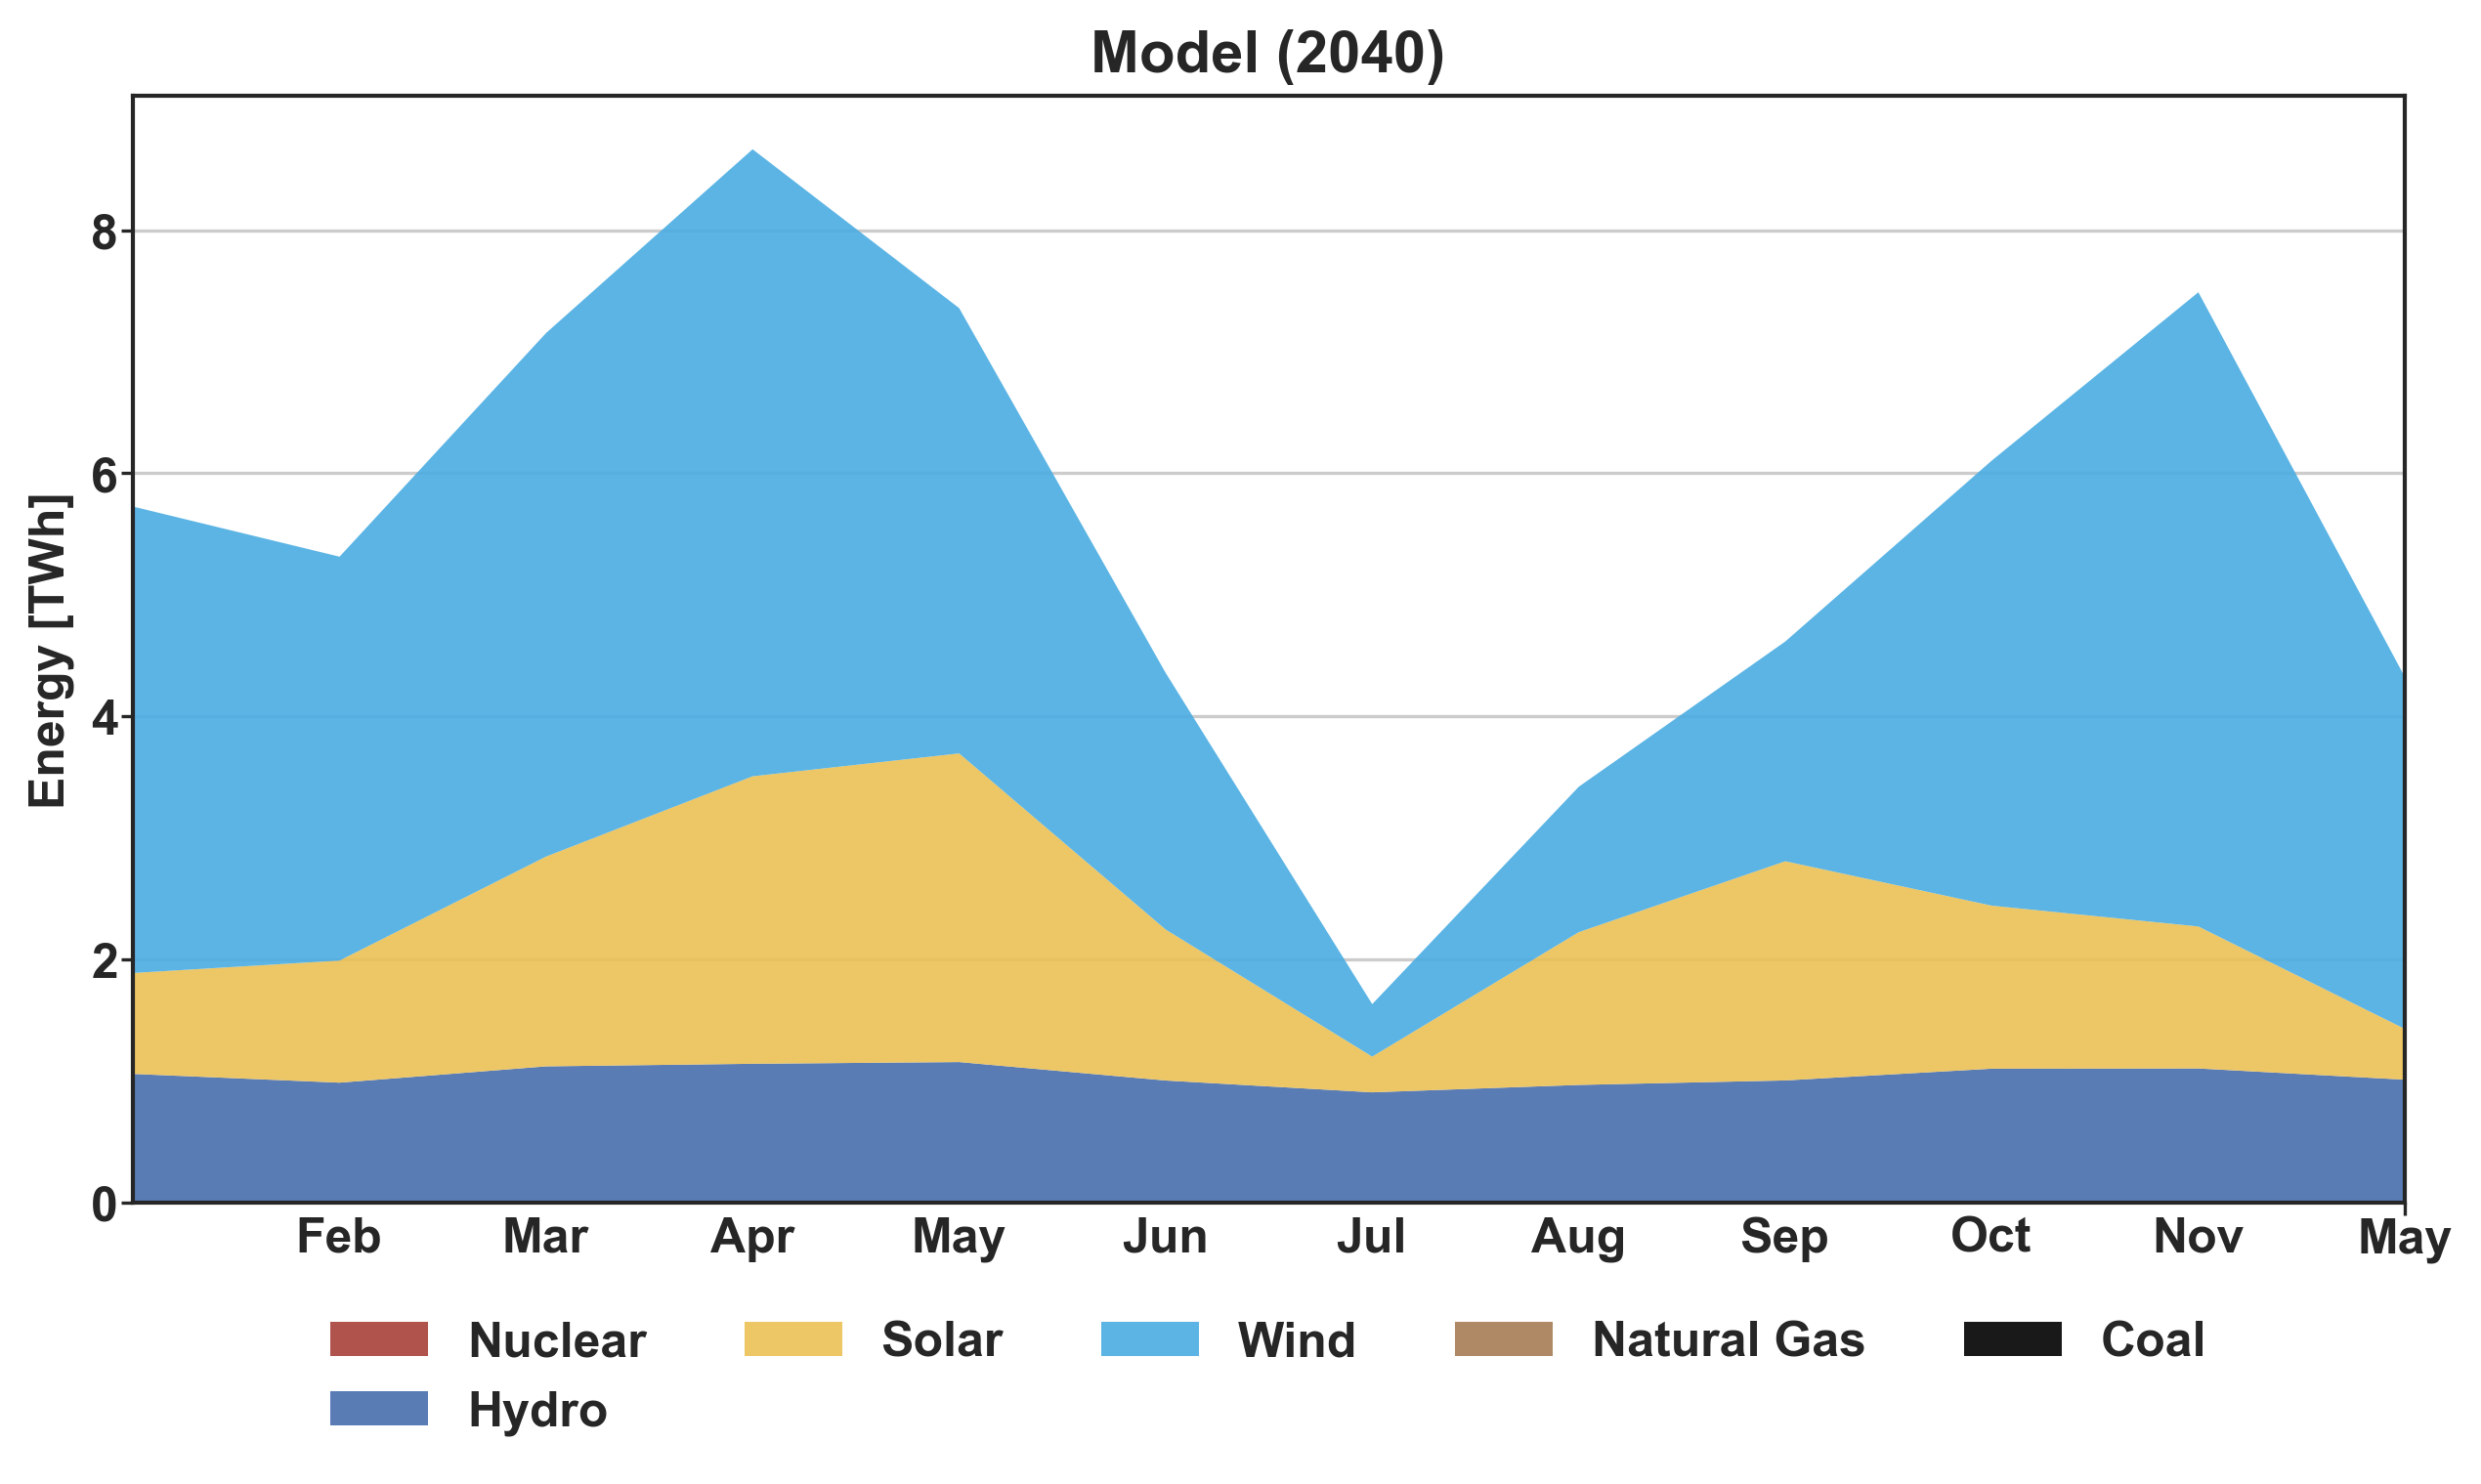 Model (2040)
Energy [TWh]
8
6
4
2
0
Feb Mar Apr May Jun Jul Aug Sep Oct Nov May
Nuclear Solar Wind Natural Gas Coal
Hydro